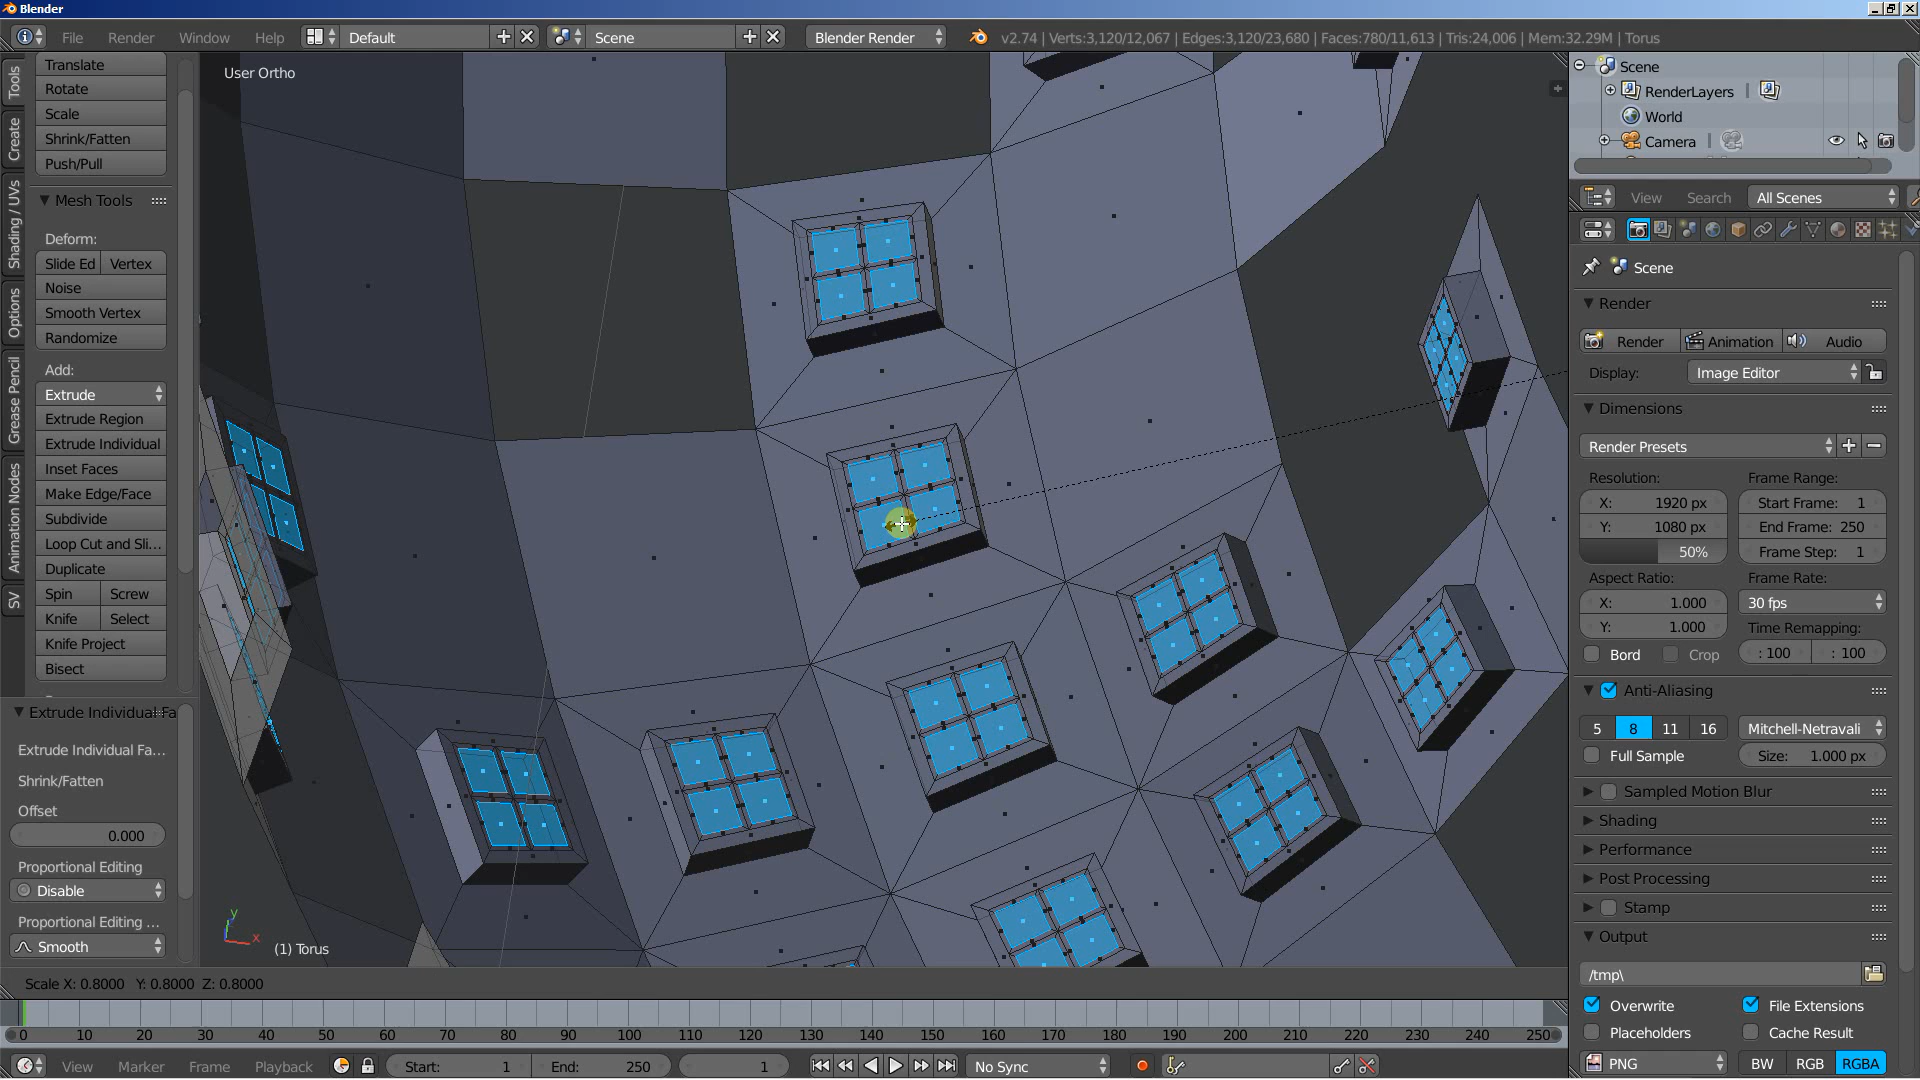 Blender
File Render Window Help Default Scene Blender Render v2.74 | Verts:3,120/12,067 | Edges:3,120/23,680 | Faces:780/11,613 | Tris:24,006 | Mem:32.29M | Torus
User Ortho
Tools
Create
Shading / UVs
Options
Grease Pencil
Animation Nodes
SV
Translate
Rotate
Scale
Shrink/Fatten
Push/Pull
Mesh Tools
Deform:
Slide Ed Vertex
Noise
Smooth Vertex
Randomize
Add:
Extrude
Extrude Region
Extrude Individual
Inset Faces
Make Edge/Face
Subdivide
Loop Cut and Sli...
Duplicate
Spin Screw
Knife Select
Knife Project
Bisect
Extrude Individual Fa
Extrude Individual Fa...
Shrink/Fatten
Offset
0.000
Proportional Editing
Disable
Proportional Editing ...
Smooth
y
x
(1) Torus
Scale X: 0.8000 Y: 0.8000 Z: 0.8000
0 10 20 30 40 50 60 70 80 90 100 110 120 130 140 150 160 170 180 190 200 210 220 230 240 250
View Marker Frame Playback Start: 1 End: 250 1 No Sync
Scene
RenderLayers |
World
Camera |
View Search All Scenes
Scene
Render
Render Animation Audio
Display: Image Editor
Dimensions
Render Presets
Resolution: Frame Range:
X: 1920 px Start Frame: 1
Y: 1080 px End Frame: 250
50% Frame Step: 1
Aspect Ratio: Frame Rate:
X: 1.000 30 fps
Y: 1.000 Time Remapping:
Bord Crop : 100 : 100
Anti-Aliasing
5 8 11 16 Mitchell-Netravali
Full Sample Size: 1.000 px
Sampled Motion Blur
Shading
Performance
Post Processing
Stamp
Output
/tmp\
Overwrite File Extensions
Placeholders Cache Result
PNG BW RGB RGBA